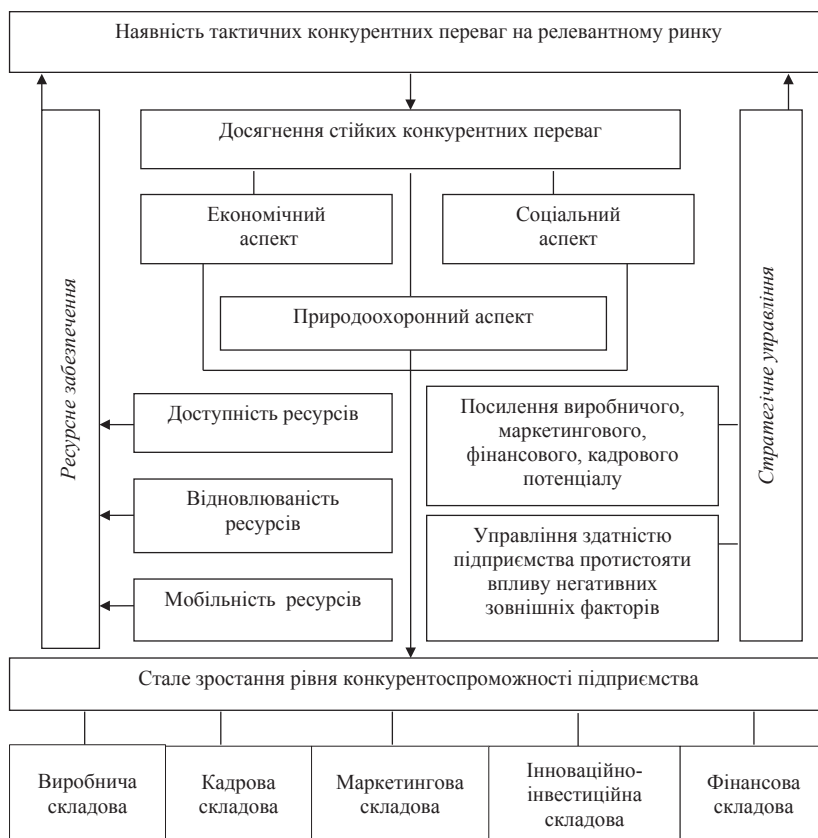 Наявність тактичних конкурентних переваг на релевантному ринку
Досягнення стійких конкурентних переваг
Економічний
аспект
Соціальний
аспект
Природоохоронний аспект
Ресурсне забезпечення
Доступність ресурсів
Відновлюваність
ресурсів
Мобільність ресурсів
Посилення виробничого,
маркетингового,
фінансового, кадрового
потенціалу
Управління здатністю
підприємства протистояти
впливу негативних
зовнішніх факторів
Стратегічне управління
Стале зростання рівня конкурентоспроможності підприємства
Виробнича
складова
Кадрова
складова
Маркетингова
складова
Інноваційно-
інвестиційна
складова
Фінансова
складова